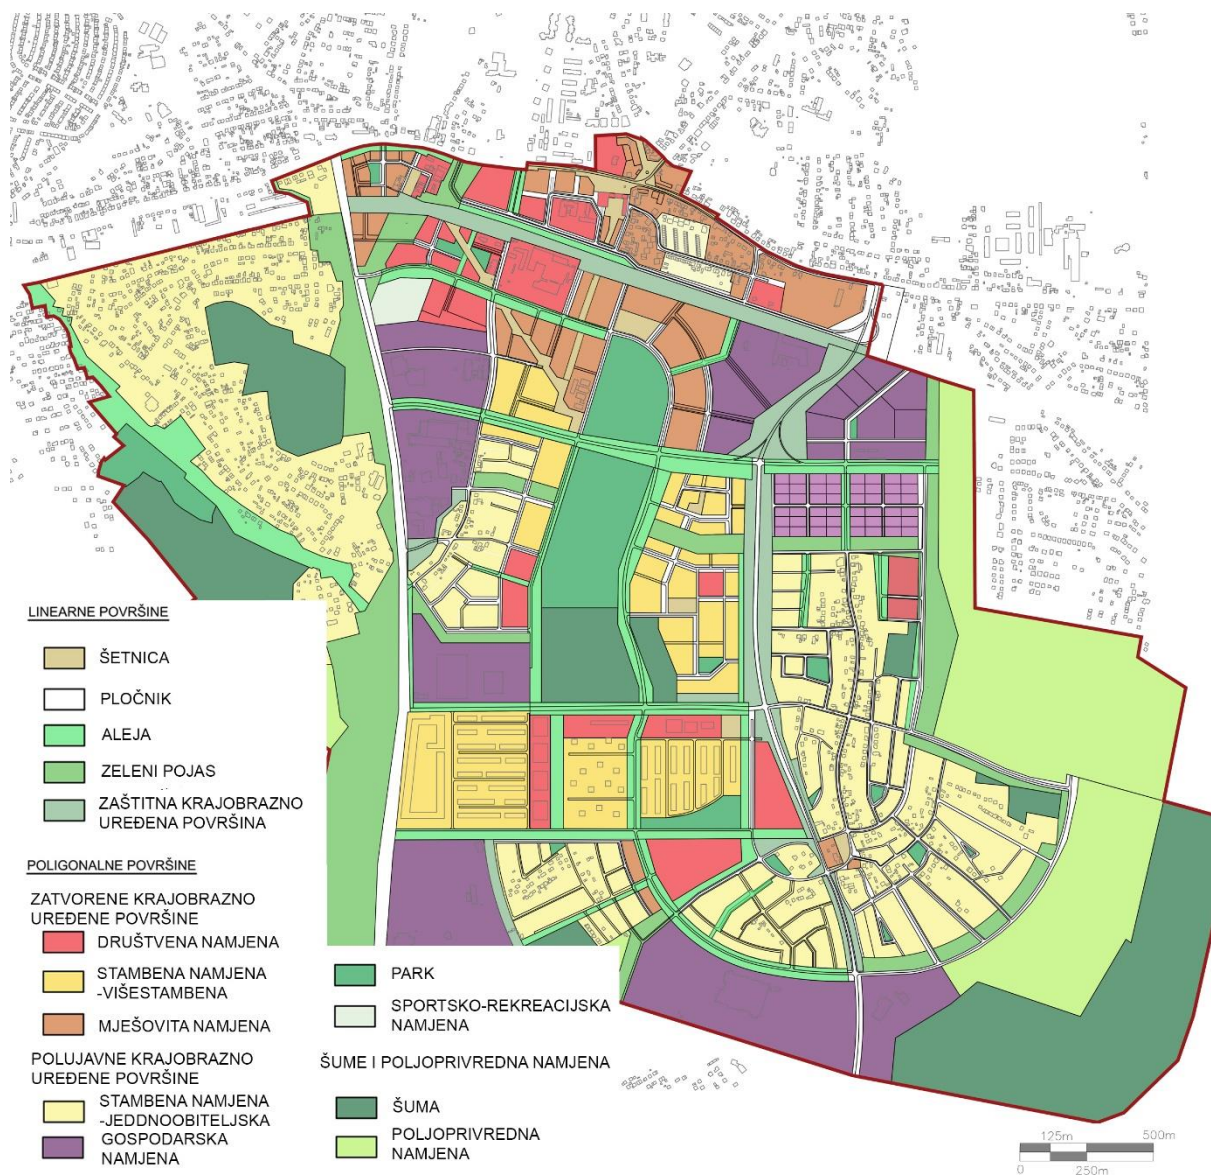 LINEARNE POVRŠINE
ŠETNICA
PLOČNIK
ALEJA
ZELENI POJAS
ZAŠTITNA KRAJOBRAZNO
UREĐENA POVRŠINA
POLIGONALNE POVRŠINE
ZATVORENE KRAJOBRAZNO
UREĐENE POVRŠINE
DRUŠTVENA NAMJENA
STAMBENA NAMJENA
-VIŠESTAMBENA
MJEŠOVITA NAMJENA
POLUJAVNE KRAJOBRAZNO
UREĐENE POVRŠINE
STAMBENA NAMJENA
-JEDDNOOBITELJSKA
GOSPODARSKA
NAMJENA
PARK
SPORTSKO-REKREACIJSKA
NAMJENA
ŠUME I POLJOPRIVREDNA NAMJENA
ŠUMA
POLJOPRIVREDNA
NAMJENA
125m 500m
0 250m